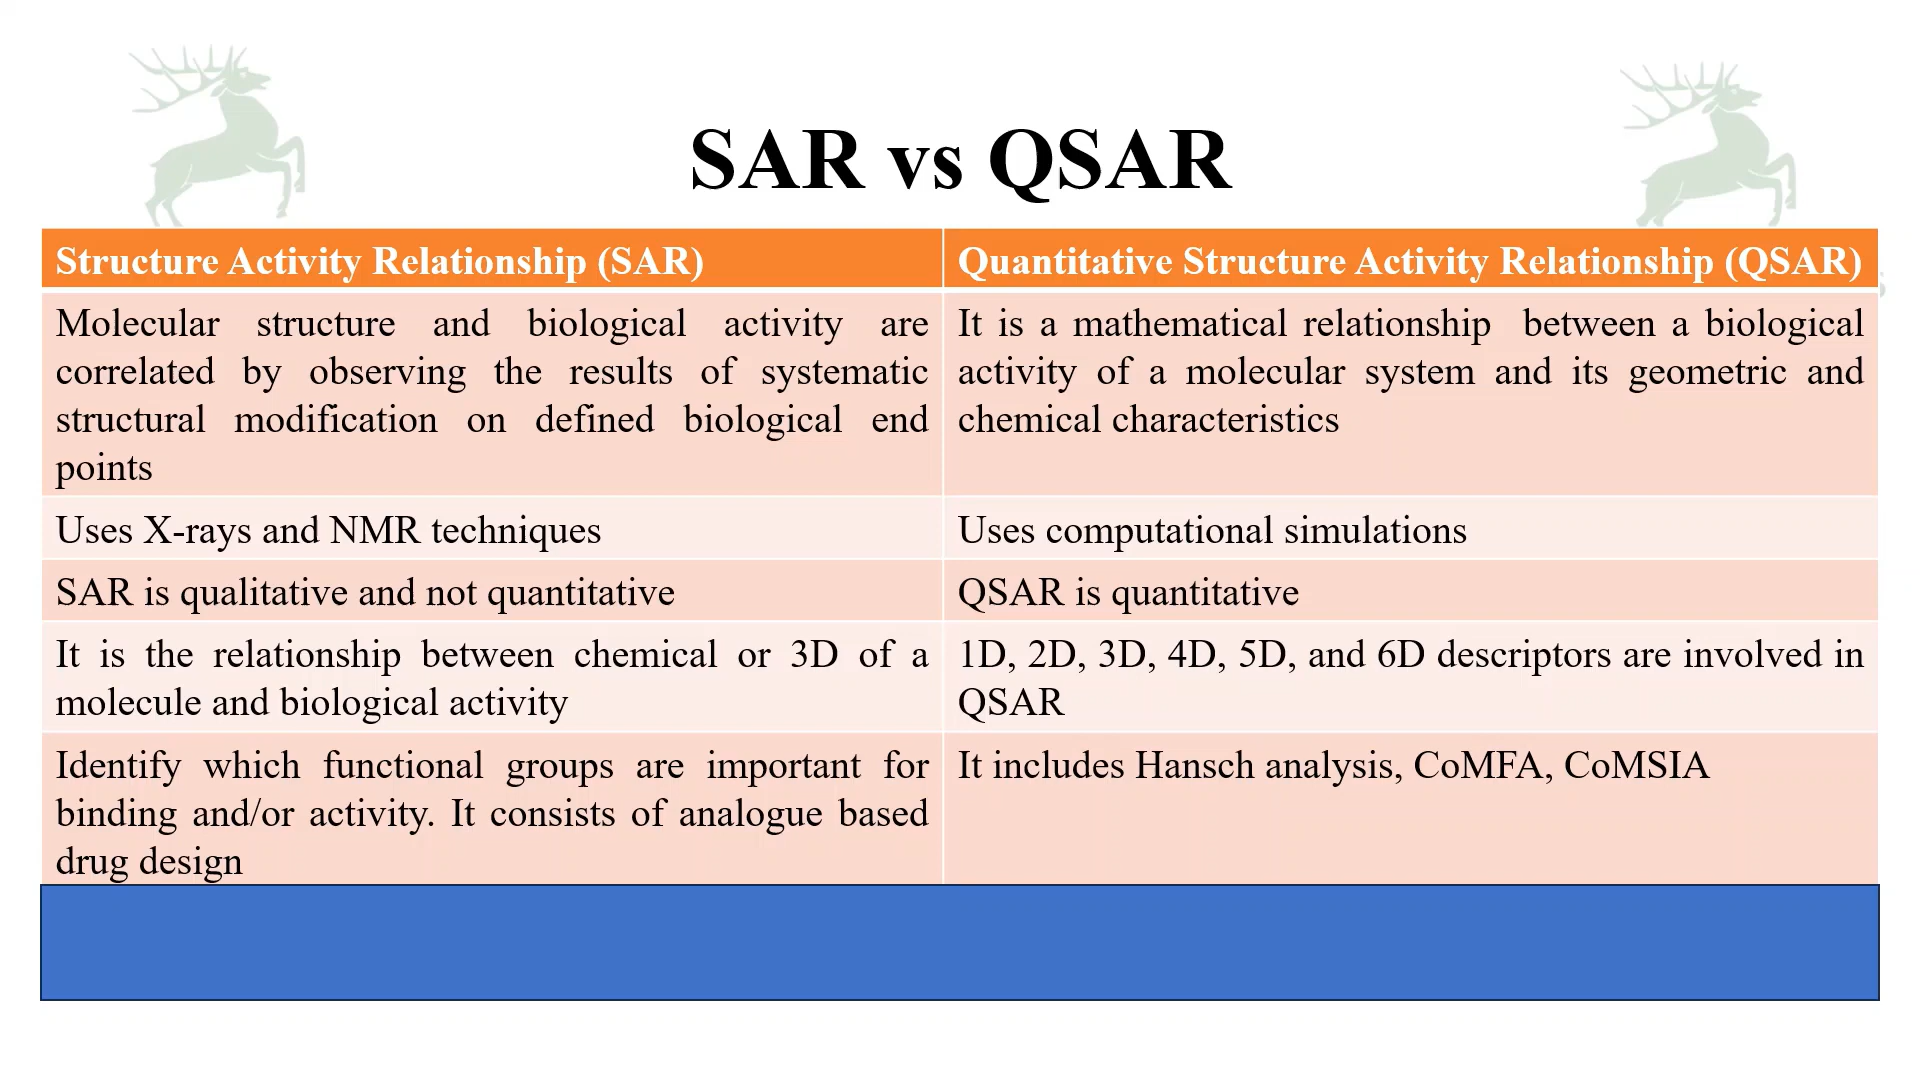 SAR vs QSAR
Structure Activity Relationship (SAR)
Quantitative Structure Activity Relationship (QSAR)
Molecular structure and biological activity are
correlated by observing the results of systematic
structural modification on defined biological end
points
It is a mathematical relationship between a biological
activity of a molecular system and its geometric and
chemical characteristics
Uses X-rays and NMR techniques
Uses computational simulations
SAR is qualitative and not quantitative
QSAR is quantitative
It is the relationship between chemical or 3D of a
molecule and biological activity
1D, 2D, 3D, 4D, 5D, and 6D descriptors are involved in
QSAR
Identify which functional groups are important for
binding and/or activity. It consists of analogue based
drug design
It includes Hansch analysis, CoMFA, CoMSIA